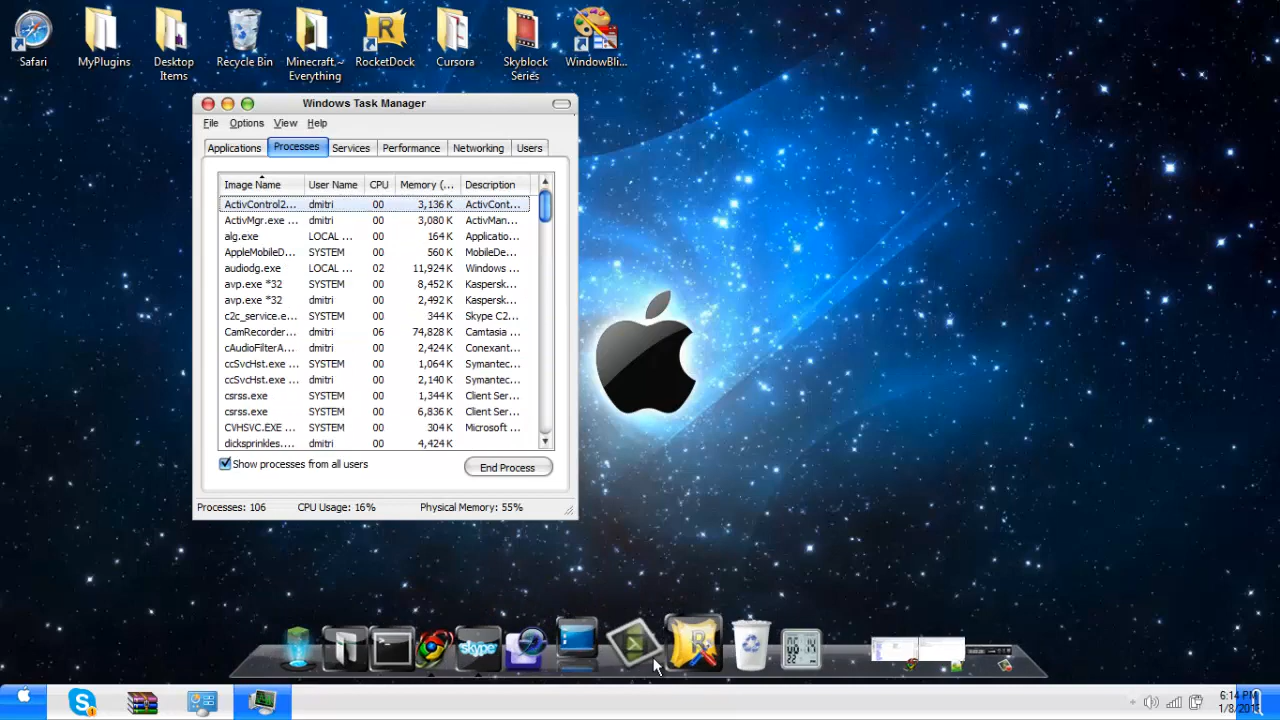 Safari
MyPlugins
Desktop Items
Recycle Bin
Minecraft.~ Everything
RocketDock
Cursora
Skyblock Series
WindowBli...
Windows Task Manager
File Options View Help
Applications Processes Services Performance Networking Users
Image Name User Name CPU Memory (... Description
ActivControl2... dmitri 00 3,136 K ActivCont...
ActivMgr.exe ... dmitri 00 3,080 K ActivMan...
alg.exe LOCAL ... 00 164 K Applicatio...
AppleMobileD... SYSTEM 00 560 K MobileDe...
audiodg.exe LOCAL ... 02 11,924 K Windows ...
avp.exe *32 SYSTEM 00 8,452 K Kaspersk...
avp.exe *32 dmitri 00 2,492 K Kaspersk...
c2c_service.e... SYSTEM 00 344 K Skype C2...
CamRecorder... dmitri 06 74,828 K Camtasia ...
cAudioFilterA... dmitri 00 2,424 K Conexant...
ccSvcHst.exe ... SYSTEM 00 1,064 K Symantec...
ccSvcHst.exe ... dmitri 00 2,140 K Symantec...
csrss.exe SYSTEM 00 1,344 K Client Ser...
csrss.exe SYSTEM 00 6,836 K Client Ser...
CVHSVC.EXE ... SYSTEM 00 304 K Microsoft ...
dicksprinkles.... dmitri 00 4,424 K
Show processes from all users
End Process
Processes: 106 CPU Usage: 16% Physical Memory: 55%
skype
R
6:14 PM
1/8/201